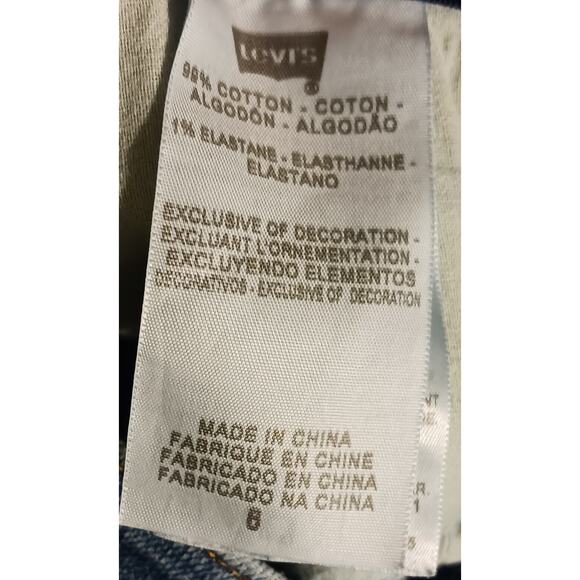 Levi's
®
99% COTTON - COTON -
ALGODÓN - ALGODÃO
1% ELASTANE - ELASTHANNE -
ELASTANO
EXCLUSIVE OF DECORATION -
EXCLUANT L'ORNEMENTATION -
EXCLUYENDO ELEMENTOS
DECORATIVOS - EXCLUSIVE OF DECORATION
MADE IN CHINA
FABRIQUE EN CHINE
FABRICADO EN CHINA
FABRICADO NA CHINA
6